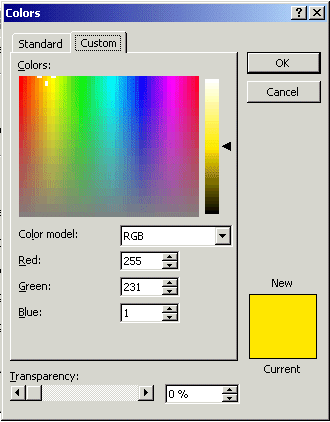 Colors
Standard
Custom
OK
Cancel
Colors:
Color model:
RGB
Red:
255
Green:
231
Blue:
1
New
Current
Transparency:
0 %